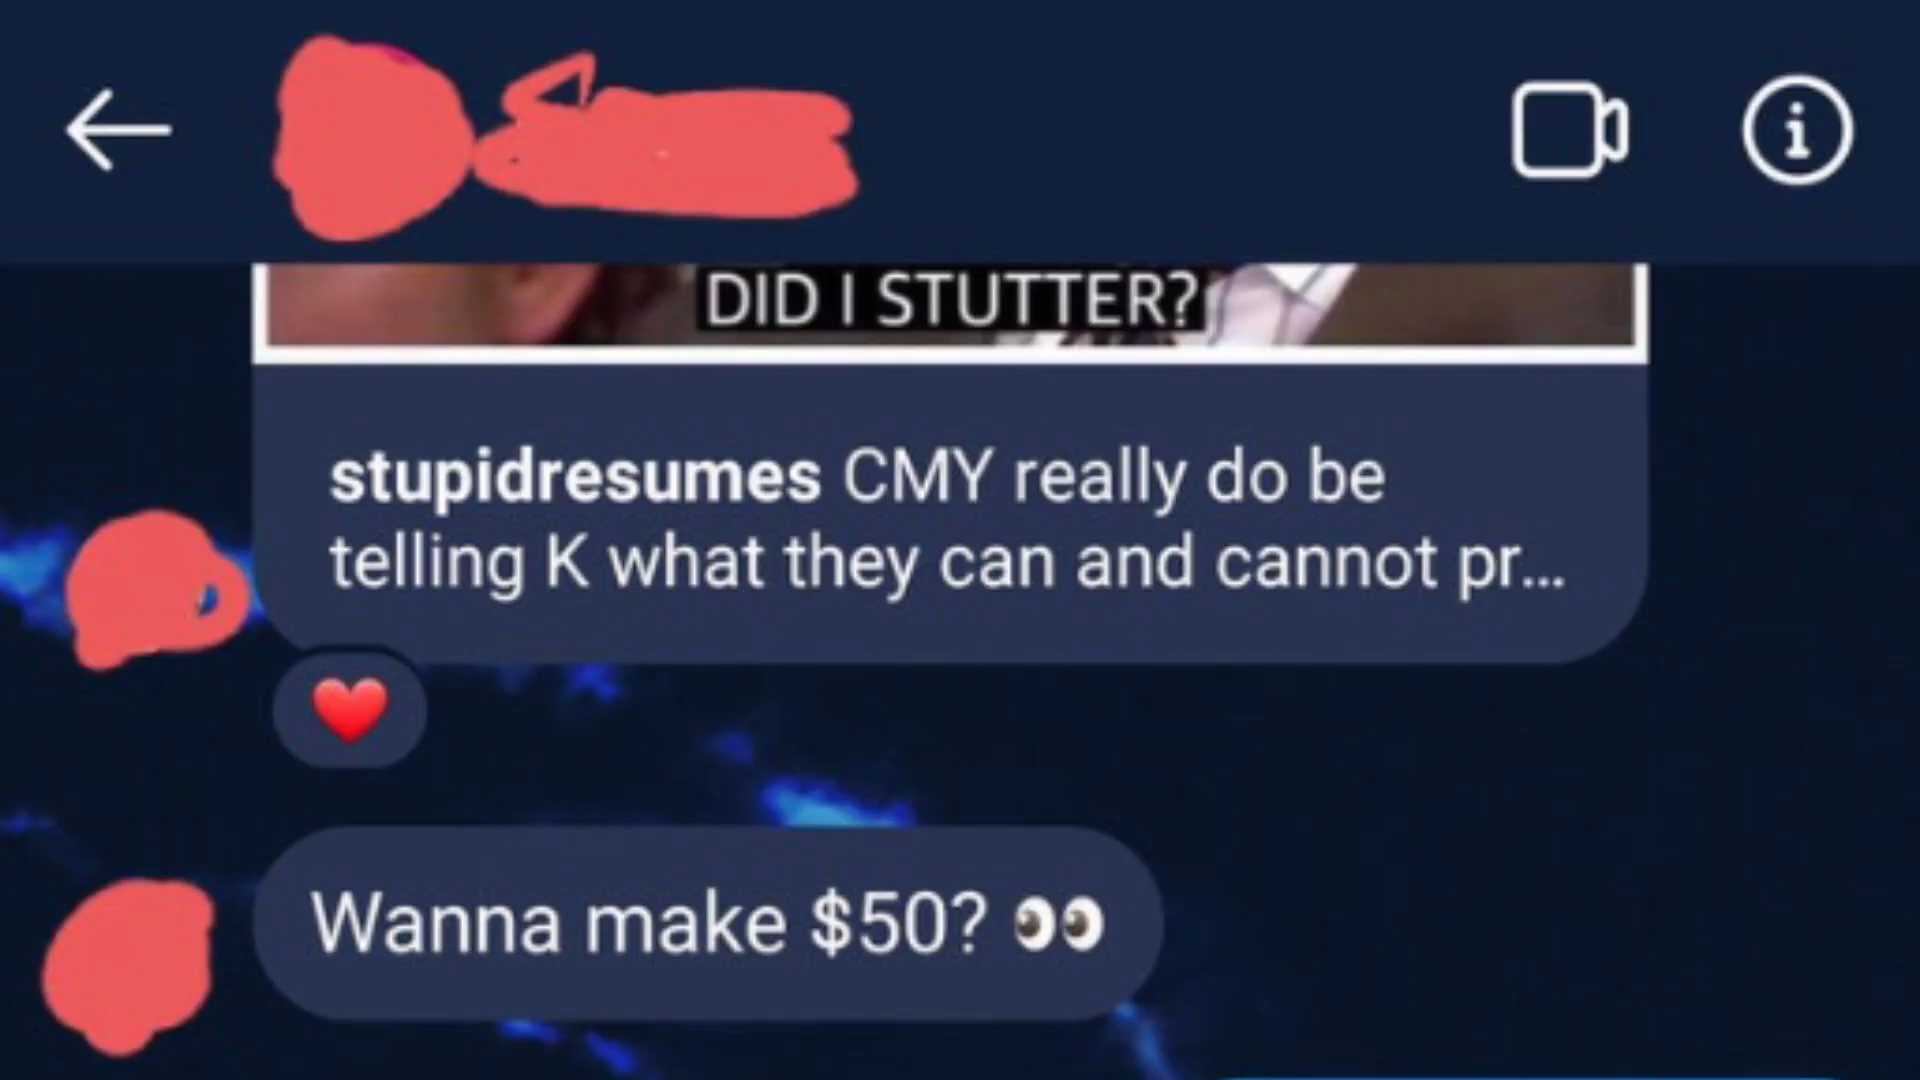 DID I STUTTER?
stupidresumes CMY really do be
telling K what they can and cannot pr...
Wanna make $50? 👀